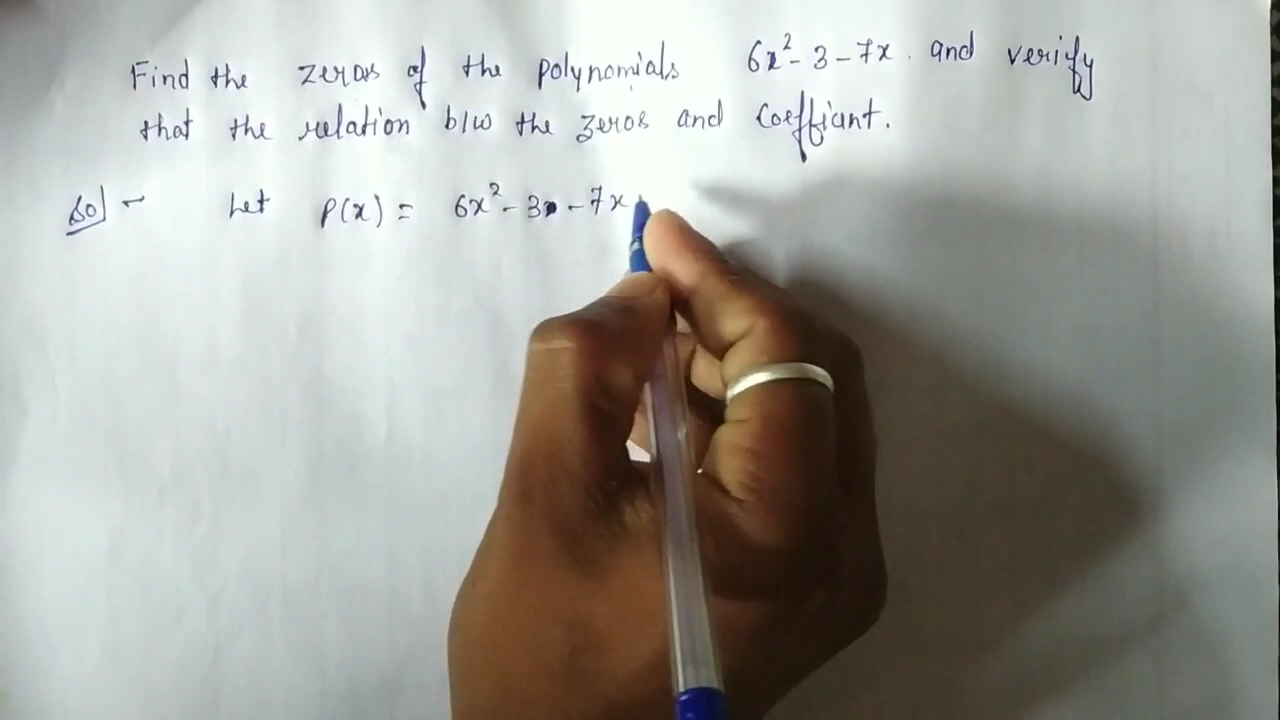 Find the zeros of the polynomials 6x² - 3 - 7x. and verify
that the relation b/w the zeros and Coefficient.
Sol - Let P(x) = 6x² - 3 - 7x